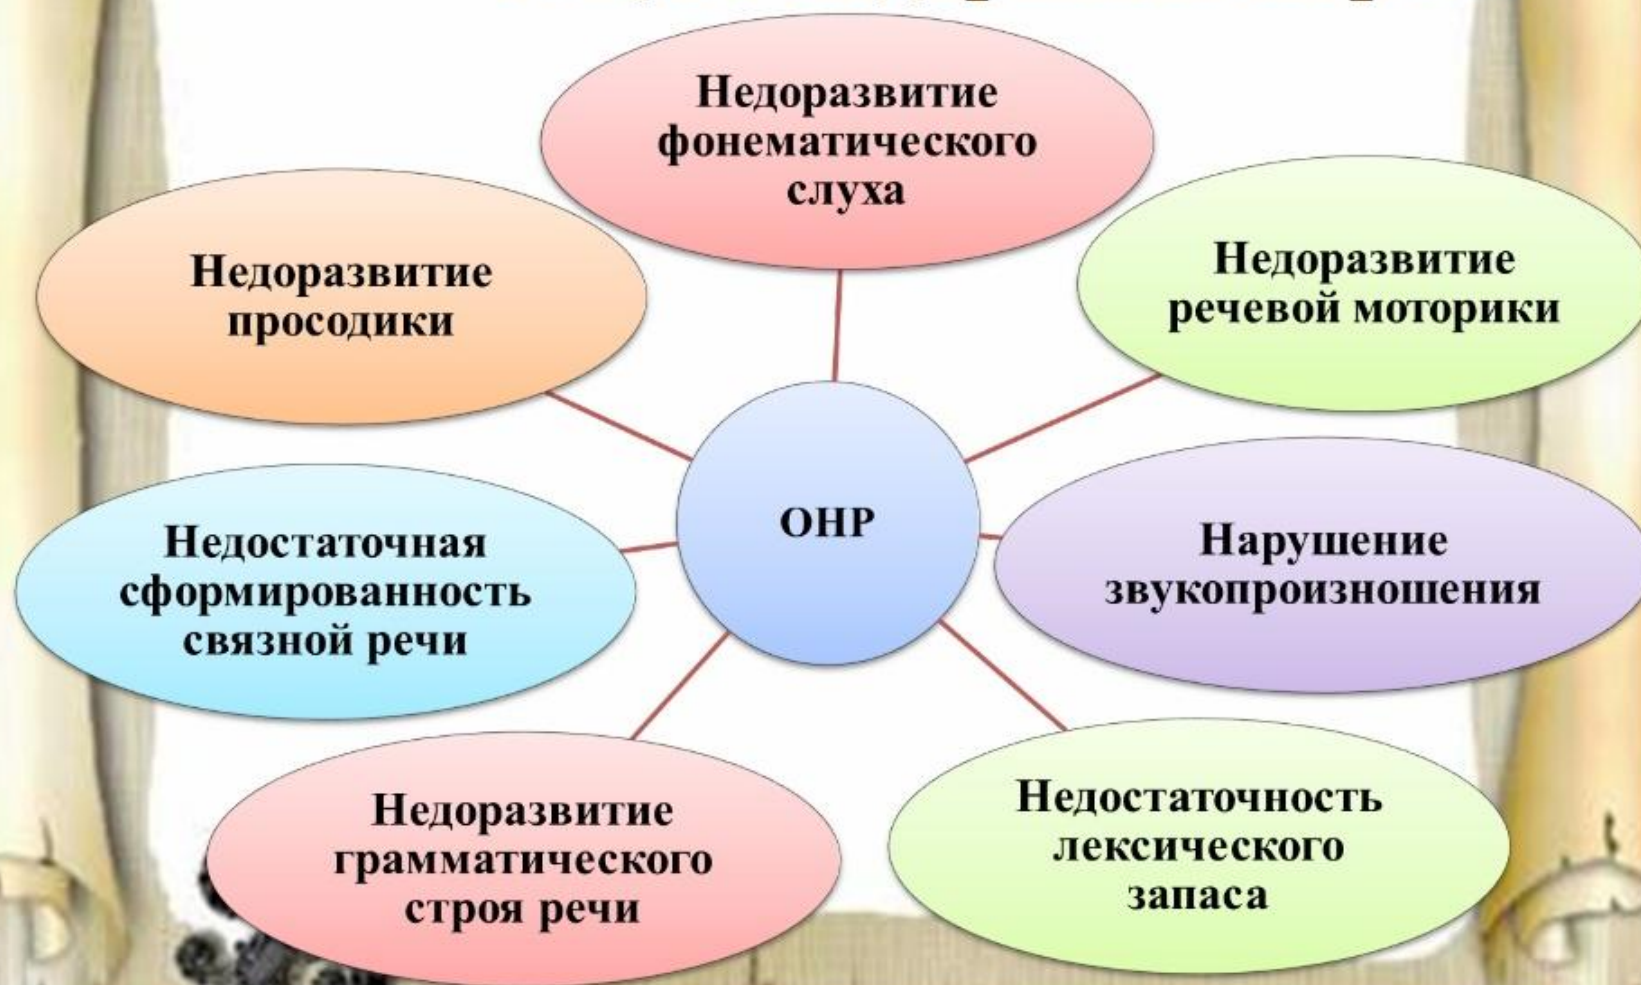 Недоразвитие
фонематического
слуха
Недоразвитие
просодики
Недоразвитие
речевой моторики
ОНР
Недостаточная
сформированность
связной речи
Нарушение
звукопроизношения
Недоразвитие
грамматического
строя речи
Недостаточность
лексического
запаса